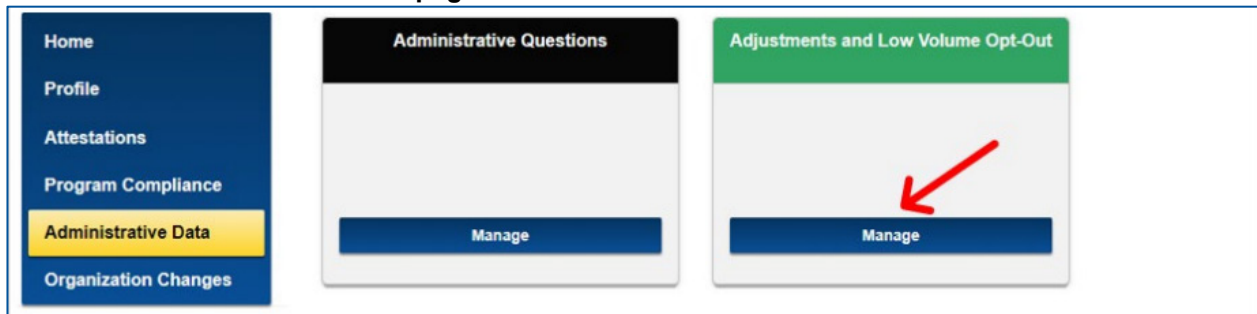 Home
Profile
Attestations
Program Compliance
Administrative Data
Organization Changes
Administrative Questions
Manage
Adjustments and Low Volume Opt-Out
Manage